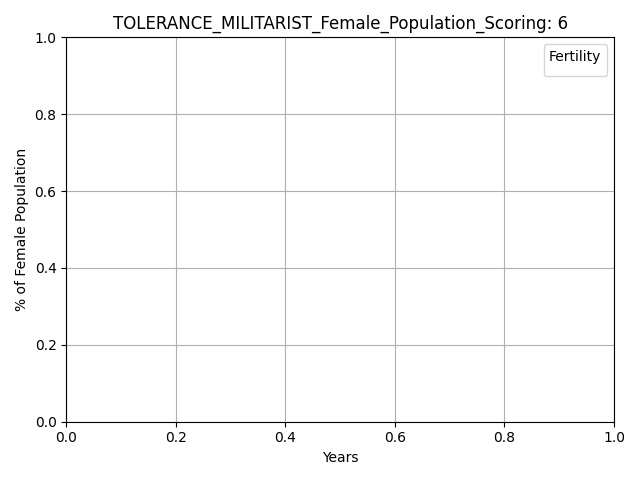 TOLERANCE_MILITARIST_Female_Population_Scoring: 6
Fertility
% of Female Population
1.0
0.8
0.6
0.4
0.2
0.0
0.0 0.2 0.4 0.6 0.8 1.0
Years